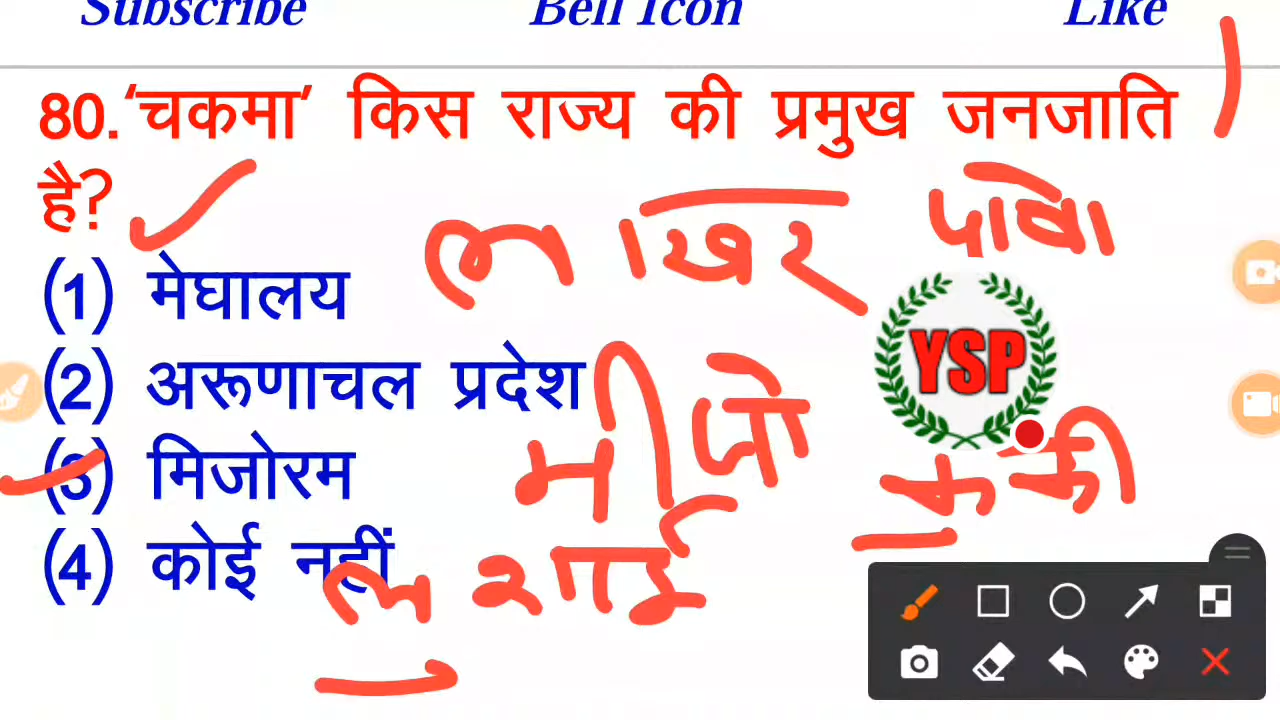 Subscribe Bell Icon Like
80. 'चकमा' किस राज्य की प्रमुख जनजाति
है?
(1) मेघालय
(2) अरूणाचल प्रदेश
(3) मिजोरम
(4) कोई नहीं
YSP